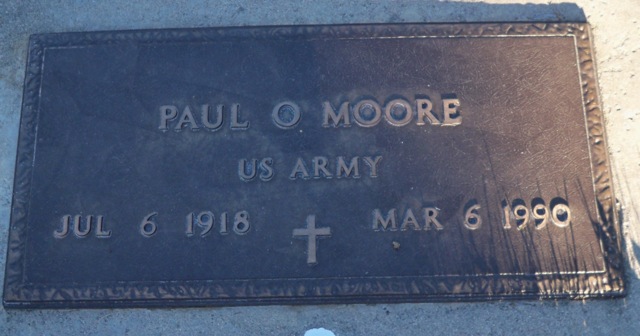 PAUL O MOORE
US ARMY
JUL 6 1918 MAR 6 1990